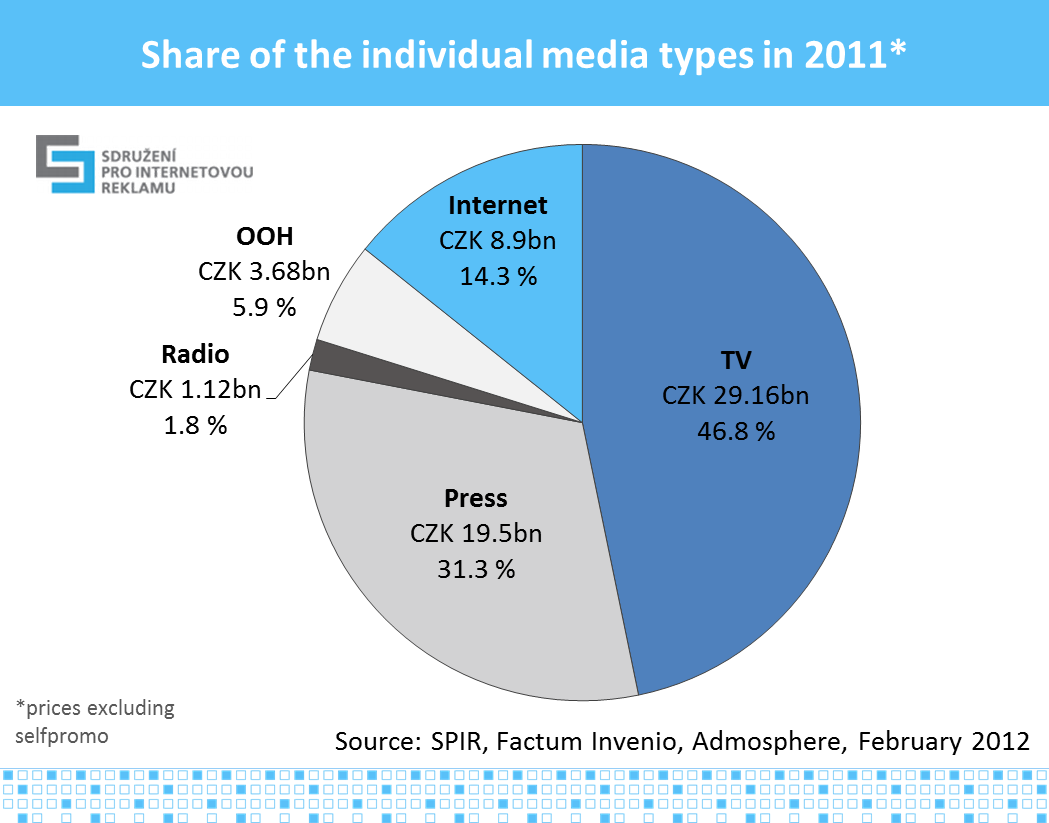 Share of the individual media types in 2011*
SDRUŽENÍ
PRO INTERNETOVOU
REKLAMU
Internet
CZK 8.9bn
14.3 %
OOH
CZK 3.68bn
5.9 %
Radio
CZK 1.12bn
1.8 %
TV
CZK 29.16bn
46.8 %
Press
CZK 19.5bn
31.3 %
*prices excluding
selfpromo
Source: SPIR, Factum Invenio, Admosphere, February 2012